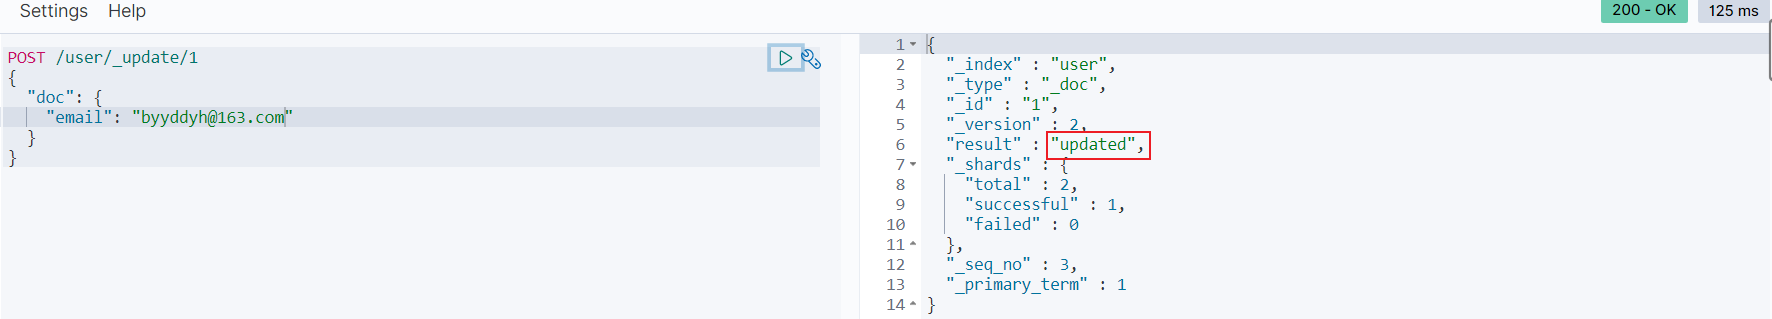 Settings Help
200 - OK 125 ms
POST /user/_update/1
{
  "doc": {
    "email": "byyddyh@163.com"
  }
}
1 {
2   "_index" : "user",
3   "_type" : "_doc",
4   "_id" : "1",
5   "_version" : 2,
6   "result" : "updated",
7   "_shards" : {
8     "total" : 2,
9     "successful" : 1,
10     "failed" : 0
11   },
12   "_seq_no" : 3,
13   "_primary_term" : 1
14 }